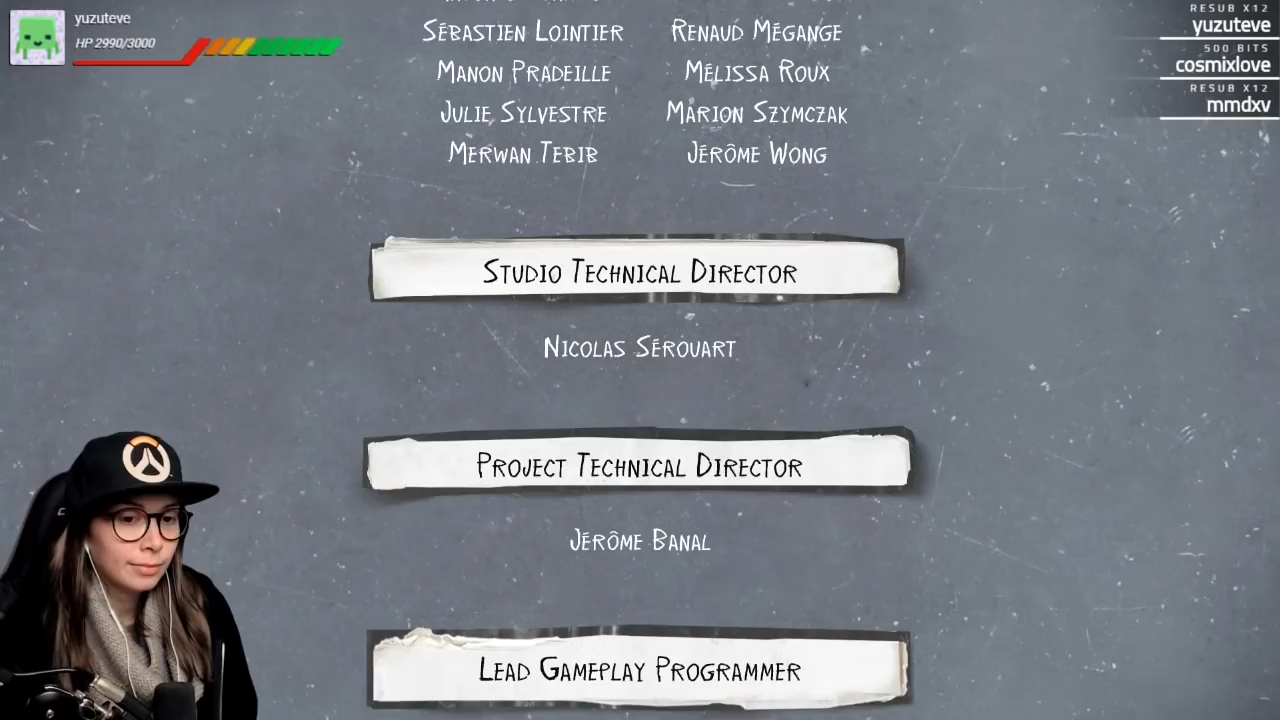 yuzuteve
HP 2990/3000
RESUB X12
yuzuteve
500 BITS
cosmixlove
RESUB X12
mmdxv
Sébastien Lointier Renaud Mégange
Manon Pradeille Mélissa Roux
Julie Sylvestre Marion Szymczak
Merwan Tebib Jérôme Wong
Studio Technical Director
Nicolas Sérouart
Project Technical Director
Jérôme Banal
Lead Gameplay Programmer